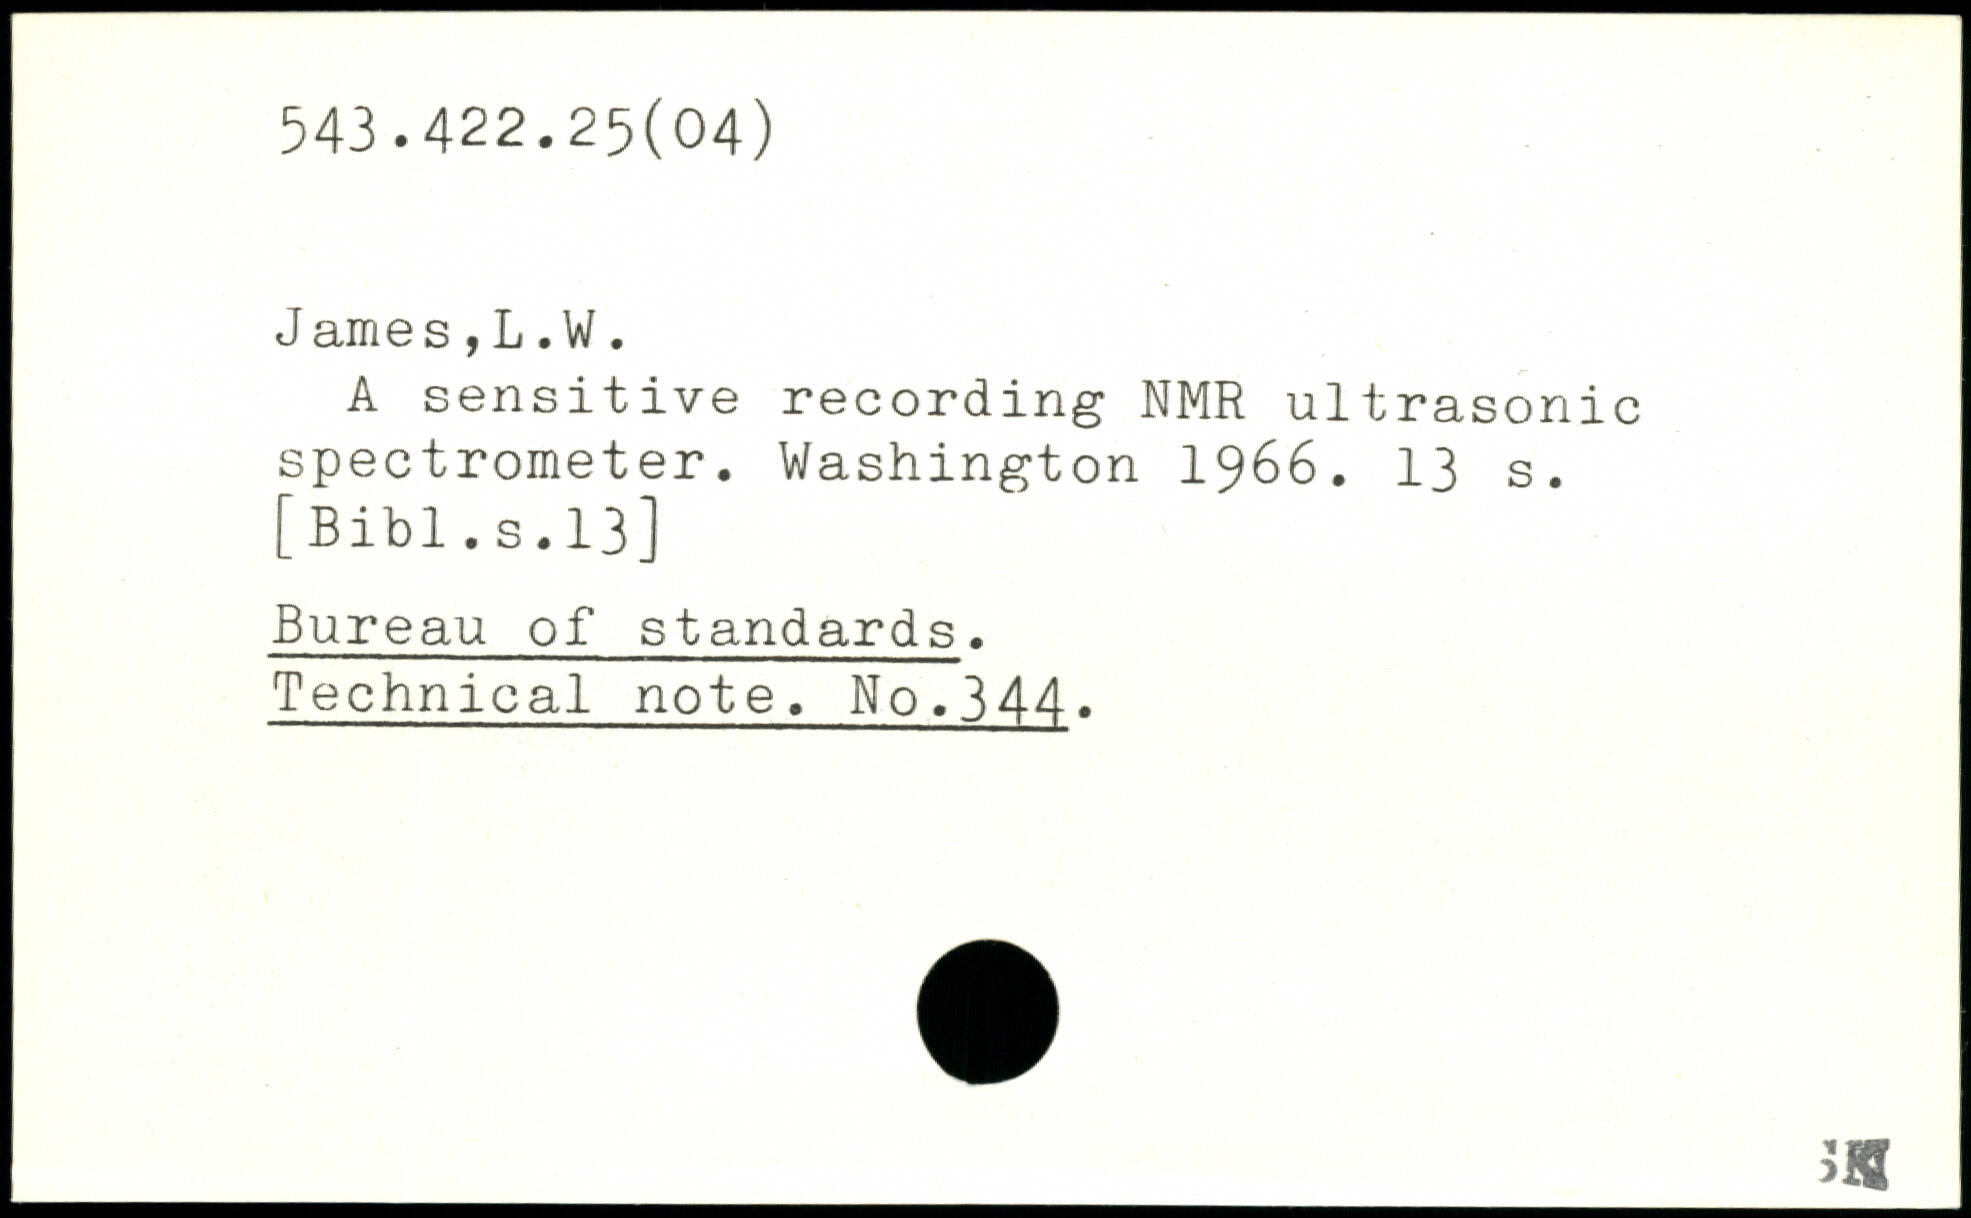 543.422.25(04)
James,L.W.
A sensitive recording NMR ultrasonic
spectrometer. Washington 1966. 13 s.
[Bibl.s.13]
Bureau of standards.
Technical note. No.344.